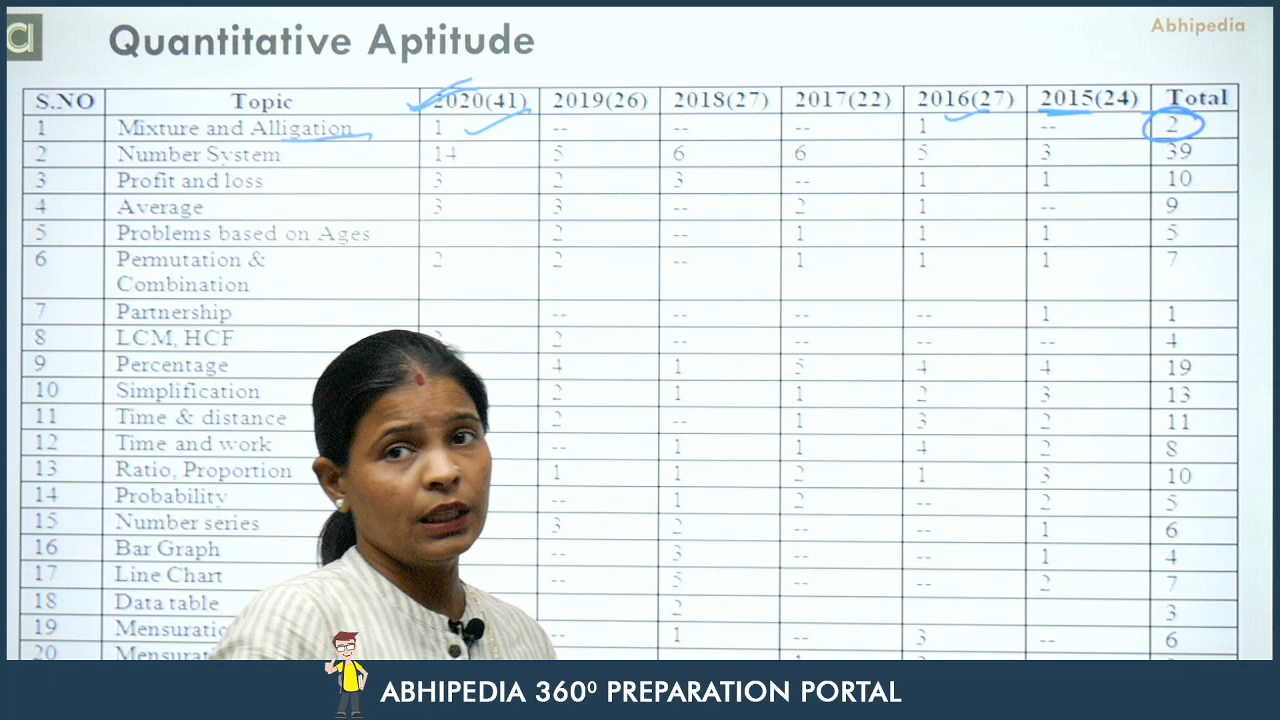 a Quantitative Aptitude
Abhipedia
S.NO Topic 2020(41) 2019(26) 2018(27) 2017(22) 2016(27) 2015(24) Total
1 Mixture and Alligation 1 -- -- -- 1 -- 2
2 Number System 14 5 6 6 5 3 39
3 Profit and loss 3 2 3 -- 1 1 10
4 Average 3 3 -- 2 1 -- 9
5 Problems based on Ages 2 -- 1 1 1 5
6 Permutation & 2 2 -- 1 1 1 7
Combination
7 Partnership -- -- -- -- 1 1
8 LCM, HCF 2 -- -- -- -- 4
9 Percentage 4 1 5 4 4 19
10 Simplification 2 1 1 2 3 13
11 Time & distance 2 -- 1 3 2 11
12 Time and work -- 1 1 4 2 8
13 Ratio, Proportion 1 1 2 1 3 10
14 Probability -- 1 2 -- 2 5
15 Number series 3 2 -- -- 1 6
16 Bar Graph -- 3 -- -- 1 4
17 Line Chart -- 5 -- -- 2 7
18 Data table 2 3
19 -- 1 -- 3 -- 6
20
ABHIPEDIA 360⁰ PREPARATION PORTAL